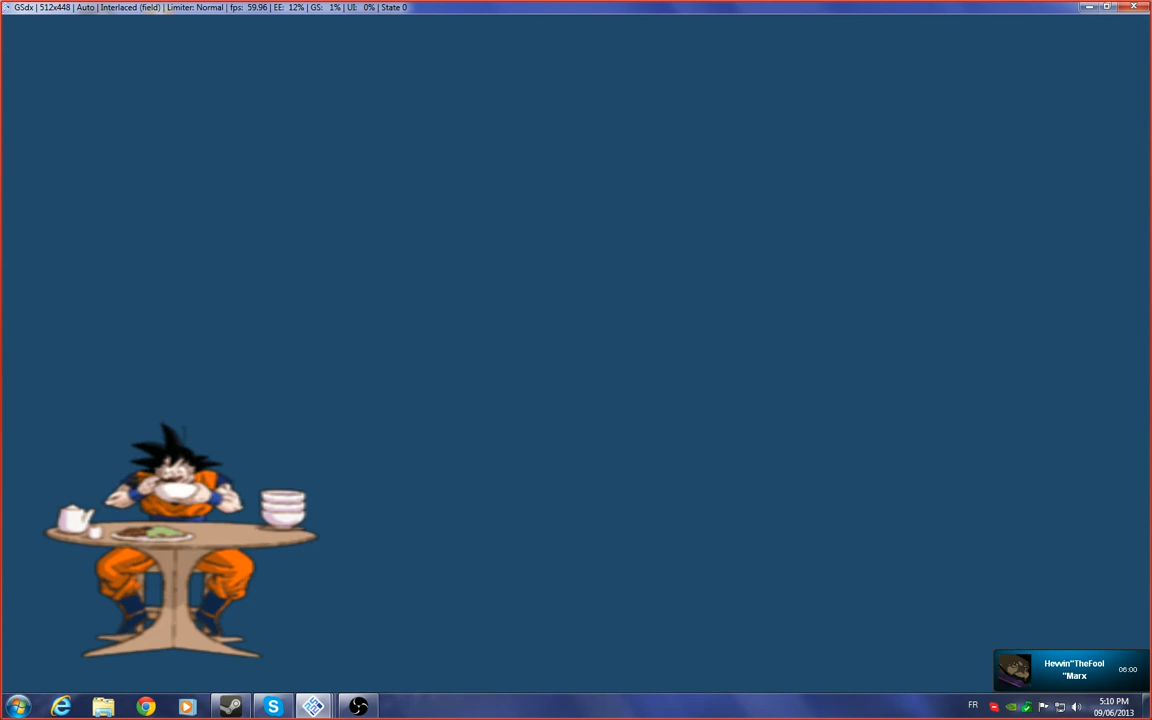 GSdx | 512x448 | Auto | Interlaced (field) | Limiter: Normal | fps: 59.96 | EE: 12% | GS: 1% | UI: 0% | State 0
Hevvin"TheFool
"Marx
06:00
FR
5:10 PM
09/06/2013